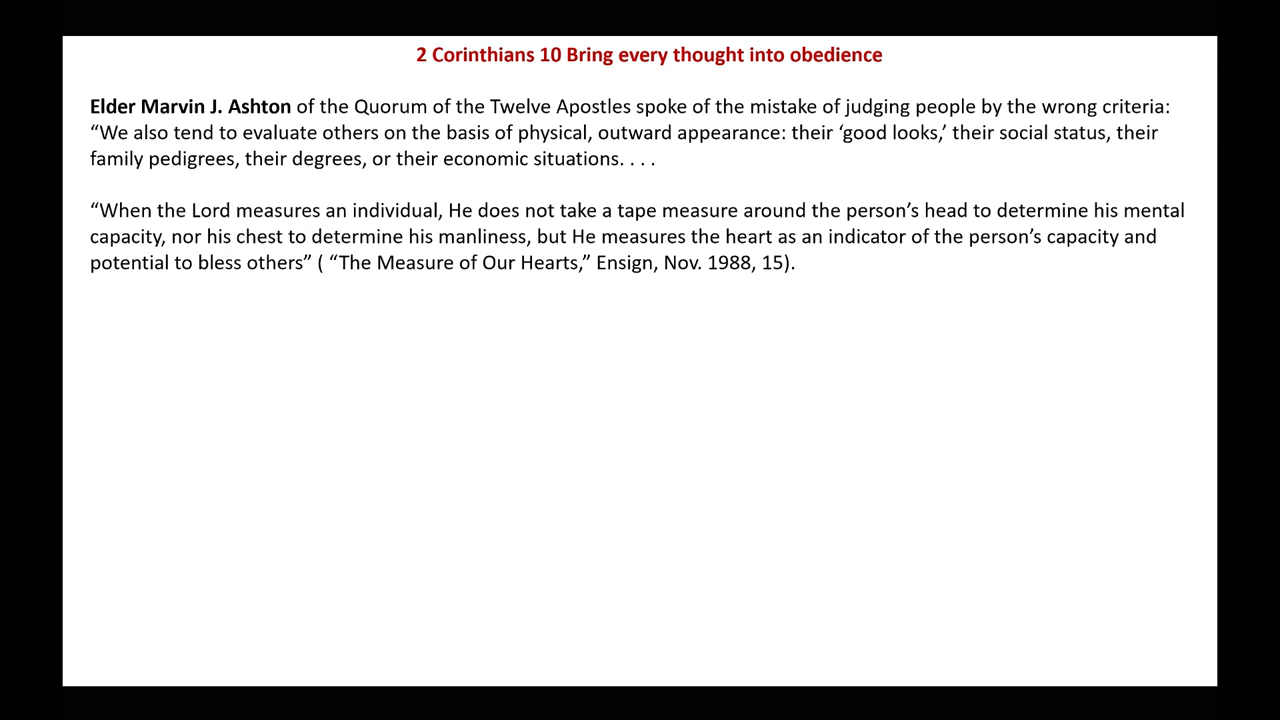 2 Corinthians 10 Bring every thought into obedience
Elder Marvin J. Ashton of the Quorum of the Twelve Apostles spoke of the mistake of judging people by the wrong criteria:
“We also tend to evaluate others on the basis of physical, outward appearance: their ‘good looks,’ their social status, their
family pedigrees, their degrees, or their economic situations. . . .
“When the Lord measures an individual, He does not take a tape measure around the person’s head to determine his mental
capacity, nor his chest to determine his manliness, but He measures the heart as an indicator of the person’s capacity and
potential to bless others” ( “The Measure of Our Hearts,” Ensign, Nov. 1988, 15).